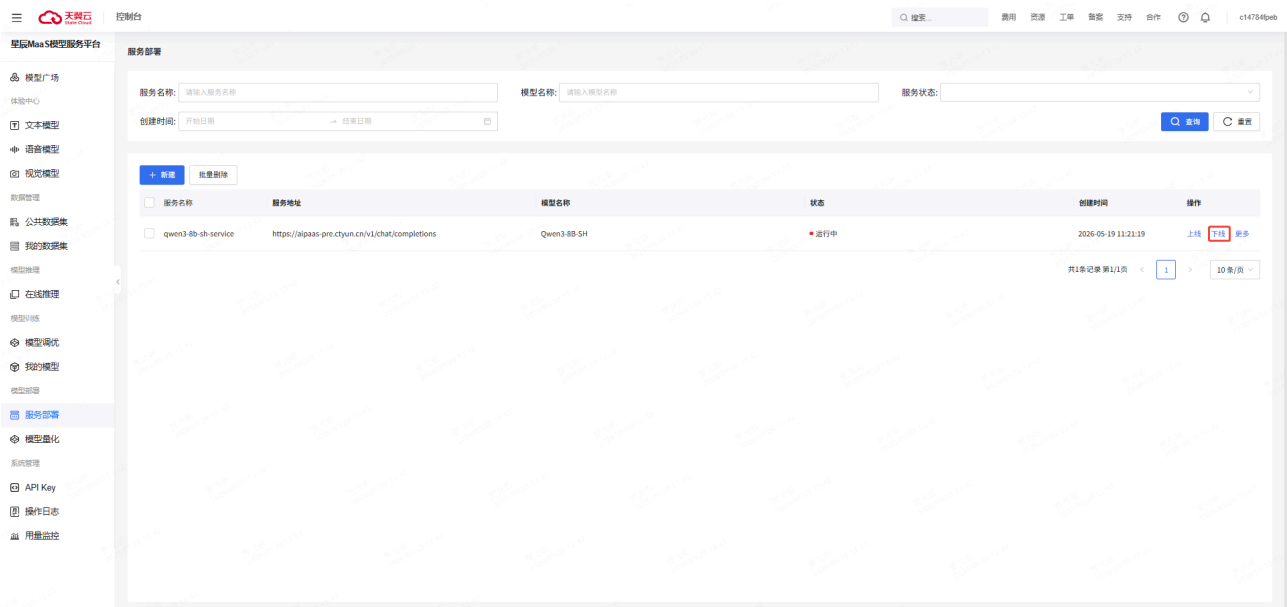 天翼云 控制台 搜索... 费用 资源 工单 备案 支持 合作 c14784fpeb
State Cloud
星辰MaaS模型服务平台
模型广场
体验中心
文本模型
语音模型
视觉模型
数据管理
公共数据集
我的数据集
模型推理
在线推理
模型训练
模型调优
我的模型
模型部署
服务部署
模型量化
系统管理
API Key
操作日志
用量监控
服务部署
服务名称: 请输入服务名称 模型名称: 请输入模型名称 服务状态:
创建时间: 开始日期 → 结束日期 查询 重置
+ 新建 批量删除
服务名称 服务地址 模型名称 状态 创建时间 操作
qwen3-8b-sh-service https://aipaas-pre.ctyun.cn/v1/chat/completions Qwen3-8B-SH 运行中 2026-05-19 11:21:19 上线 下线 更多
共1条记录 第1/1页 < 1 > 10 条/页